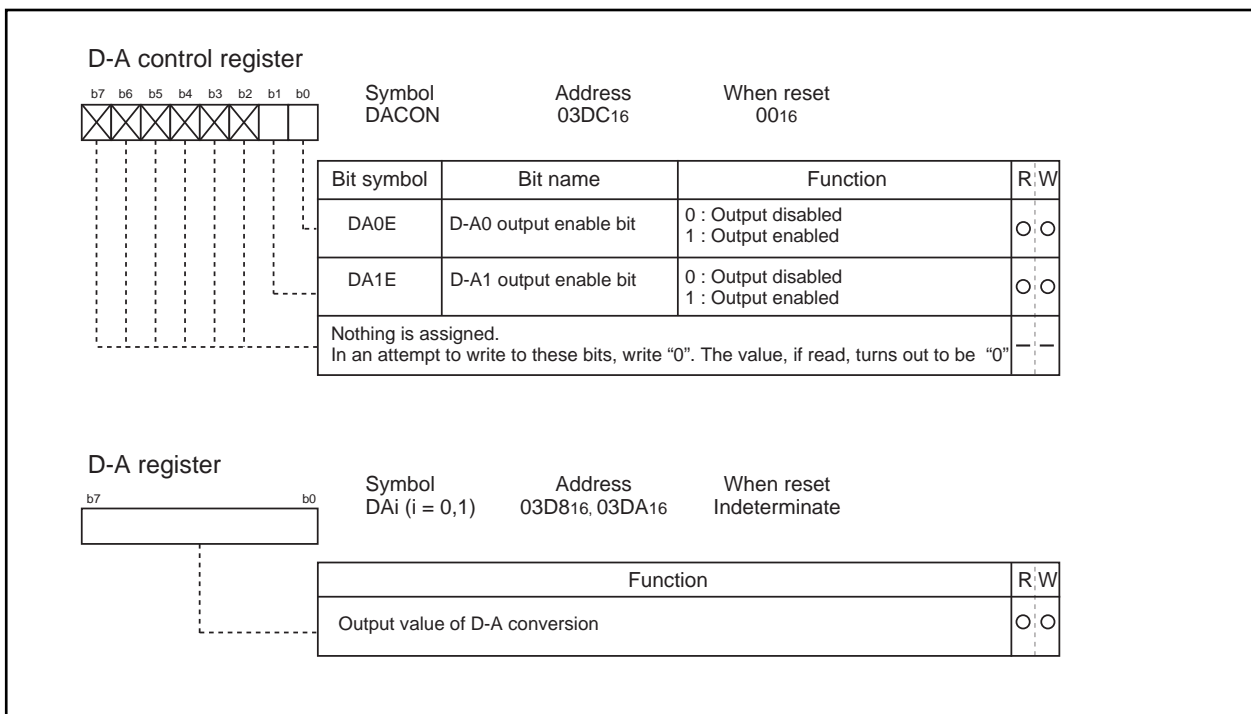 D-A control register
b7 b6 b5 b4 b3 b2 b1 b0
Symbol Address When reset
DACON 03DC16 0016
Bit symbol Bit name Function R W
DA0E D-A0 output enable bit 0 : Output disabled
1 : Output enabled
DA1E D-A1 output enable bit 0 : Output disabled
1 : Output enabled
Nothing is assigned.
In an attempt to write to these bits, write “0”. The value, if read, turns out to be “0”
D-A register
b7 b0
Symbol Address When reset
DAi (i = 0,1) 03D816, 03DA16 Indeterminate
Function R W
Output value of D-A conversion